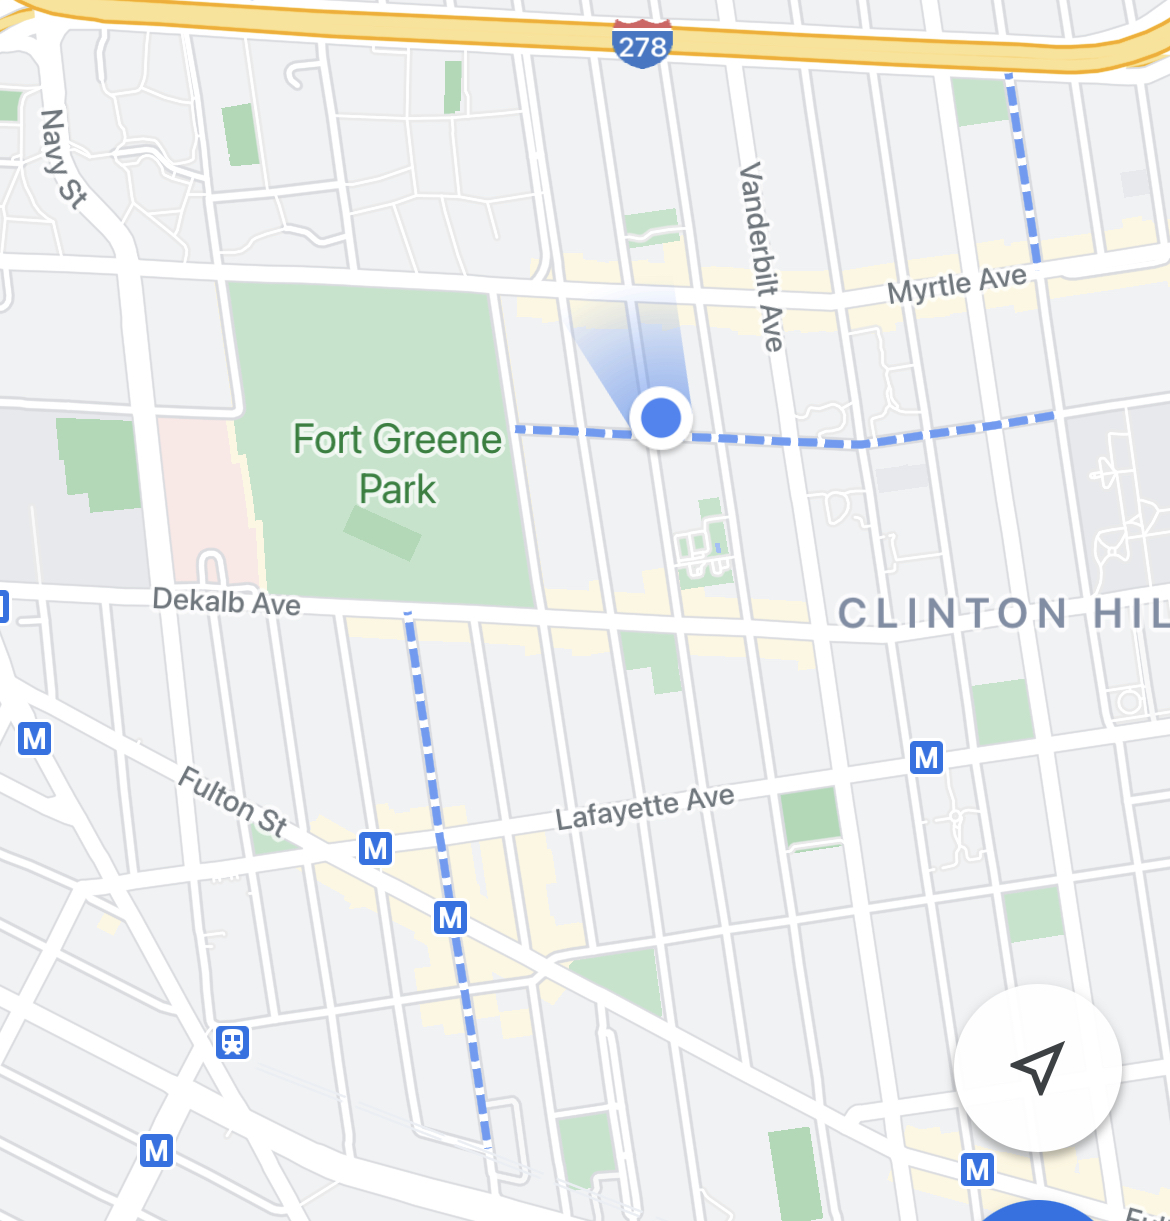 278
Navy St
Vanderbilt Ave
Myrtle Ave
Fort Greene
Park
Dekalb Ave
CLINTON HIL
M
M
Fulton St
Lafayette Ave
M
M
M
M